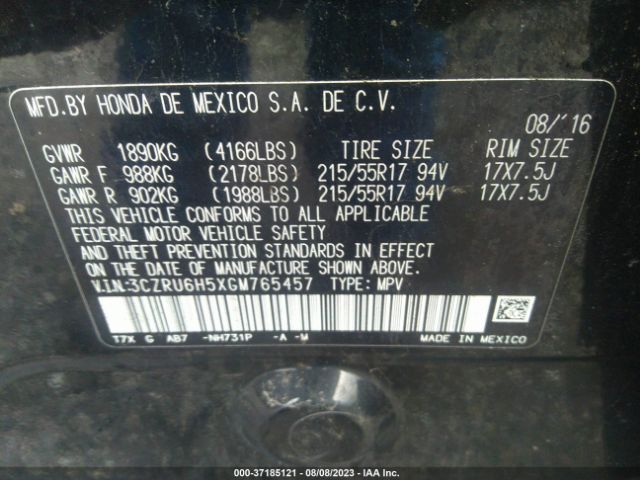 MFD.BY HONDA DE MEXICO S.A. DE C.V.
08/'16
GVWR 1890KG (4166LBS) TIRE SIZE RIM SIZE
GAWR F 988KG (2178LBS) 215/55R17 94V 17X7.5J
GAWR R 902KG (1988LBS) 215/55R17 94V 17X7.5J
THIS VEHICLE CONFORMS TO ALL APPLICABLE
FEDERAL MOTOR VEHICLE SAFETY
AND THEFT PREVENTION STANDARDS IN EFFECT
ON THE DATE OF MANUFACTURE SHOWN ABOVE.
V.I.N:3CZRU6H5XGM765457 TYPE: MPV
T7X G AB7 -NH731P -A -M MADE IN MEXICO
000-37185121 - 08/08/2023 - IAA Inc.